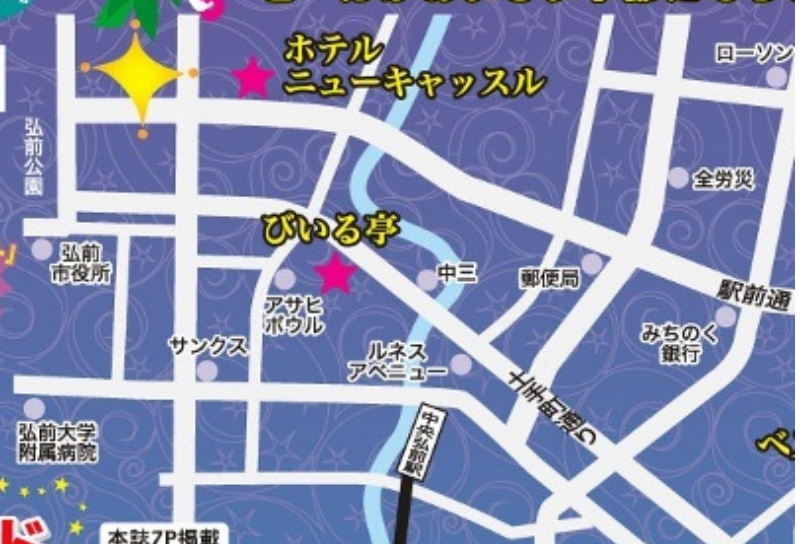 ホテル
ニューキャッスル
ローソン
弘前公園
全労災
びいる亭
弘前
市役所
中三
郵便局
アサヒ
ボウル
駅前通
みちのく
銀行
サンクス
ルネス
アベニュー
土手町通り
弘前大学
附属病院
中央弘前駅
本誌7P掲載